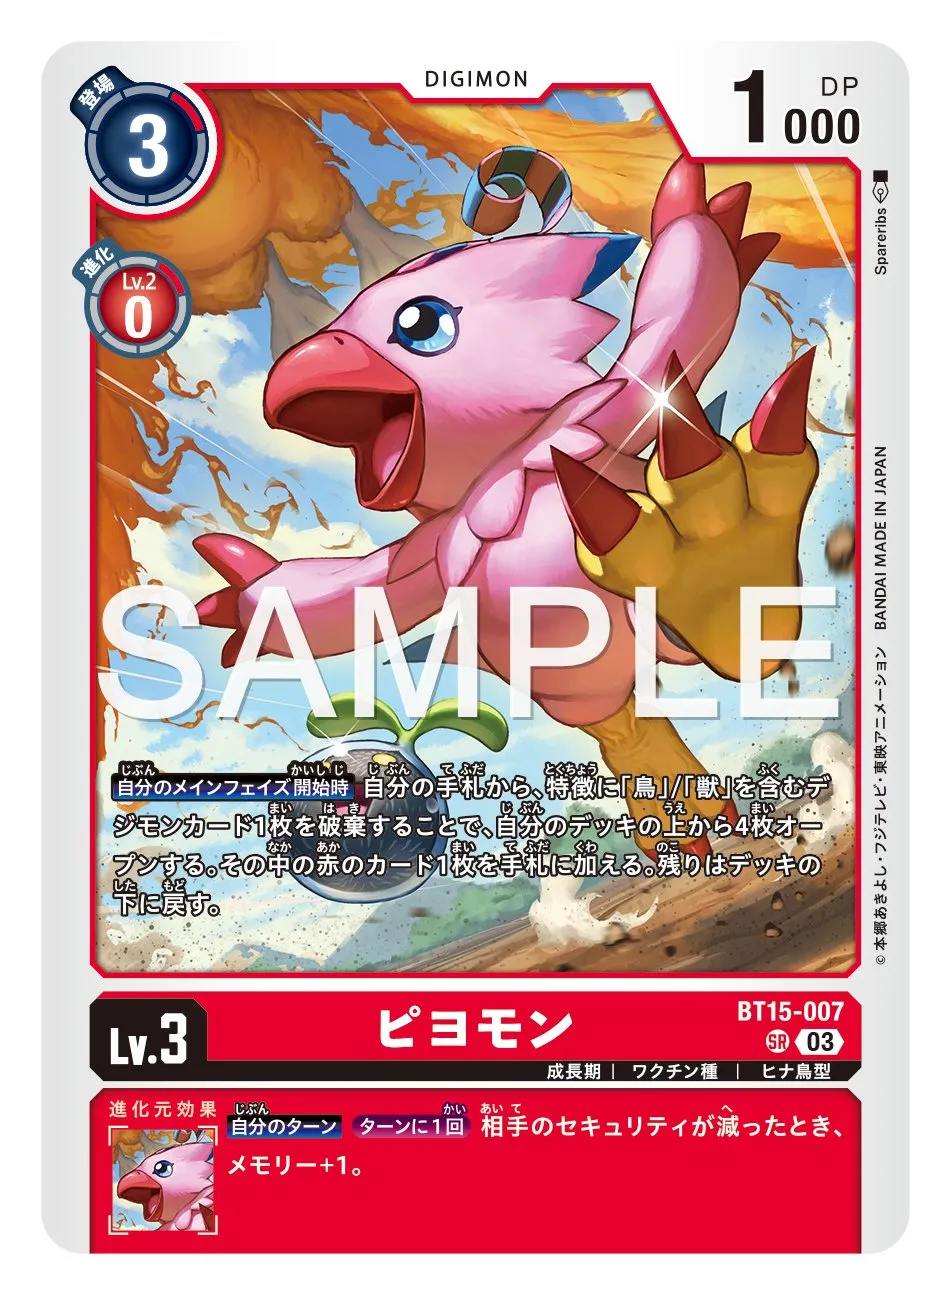 DIGIMON
登場
3
1000
DP
進化
Lv.2
0
Spareribs
SAMPLE
自分のメインフェイズ開始時 自分の手札から、特徴に「鳥」/「獣」を含むデ
ジモンカード1枚を破棄することで、自分のデッキの上から4枚オー
プンする。その中の赤のカード1枚を手札に加える。残りはデッキの
下に戻す。
©本郷あきよし・フジテレビ・東映アニメーション BANDAI MADE IN JAPAN
Lv.3
ピヨモン
BT15-007
SR 03
成長期 | ワクチン種 | ヒナ鳥型
進化元効果
自分のターン ターンに1回 相手のセキュリティが減ったとき、
メモリー+1。